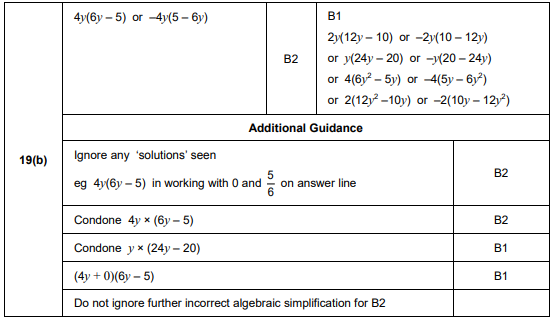 4y(6y – 5) or –4y(5 – 6y)
B2
B1
2y(12y – 10) or –2y(10 – 12y)
or y(24y – 20) or –y(20 – 24y)
or 4(6y² – 5y) or –4(5y – 6y²)
or 2(12y² –10y) or –2(10y – 12y²)
19(b)
Additional Guidance
Ignore any ‘solutions’ seen
eg 4y(6y – 5) in working with 0 and 5/6 on answer line
B2
Condone 4y × (6y – 5)
B2
Condone y × (24y – 20)
B1
(4y + 0)(6y – 5)
B1
Do not ignore further incorrect algebraic simplification for B2